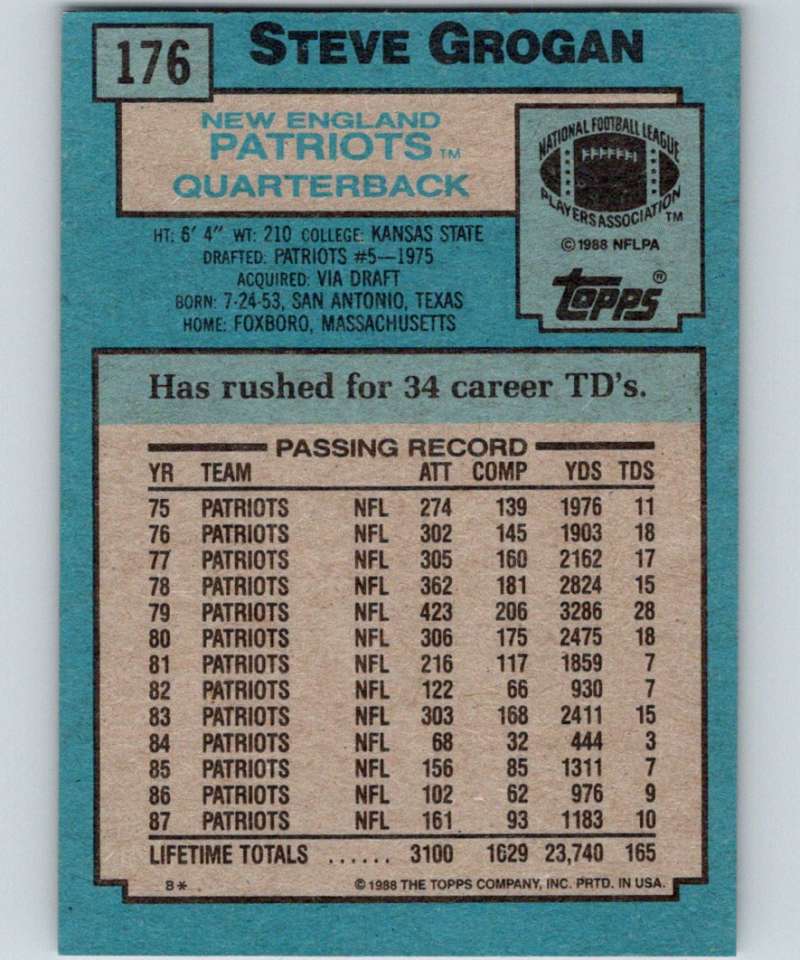 176
STEVE GROGAN
NEW ENGLAND
PATRIOTS TM
QUARTERBACK
NATIONAL FOOTBALL LEAGUE
PLAYERS ASSOCIATION TM
©1988 NFLPA
Topps®
HT: 6' 4" WT: 210 COLLEGE: KANSAS STATE
DRAFTED: PATRIOTS #5—1975
ACQUIRED: VIA DRAFT
BORN: 7-24-53, SAN ANTONIO, TEXAS
HOME: FOXBORO, MASSACHUSETTS
Has rushed for 34 career TD's.
PASSING RECORD
YR TEAM ATT COMP YDS TDS
75 PATRIOTS NFL 274 139 1976 11
76 PATRIOTS NFL 302 145 1903 18
77 PATRIOTS NFL 305 160 2162 17
78 PATRIOTS NFL 362 181 2824 15
79 PATRIOTS NFL 423 206 3286 28
80 PATRIOTS NFL 306 175 2475 18
81 PATRIOTS NFL 216 117 1859 7
82 PATRIOTS NFL 122 66 930 7
83 PATRIOTS NFL 303 168 2411 15
84 PATRIOTS NFL 68 32 444 3
85 PATRIOTS NFL 156 85 1311 7
86 PATRIOTS NFL 102 62 976 9
87 PATRIOTS NFL 161 93 1183 10
LIFETIME TOTALS ...... 3100 1629 23,740 165
B* ©1988 THE TOPPS COMPANY, INC. PRTD. IN USA.